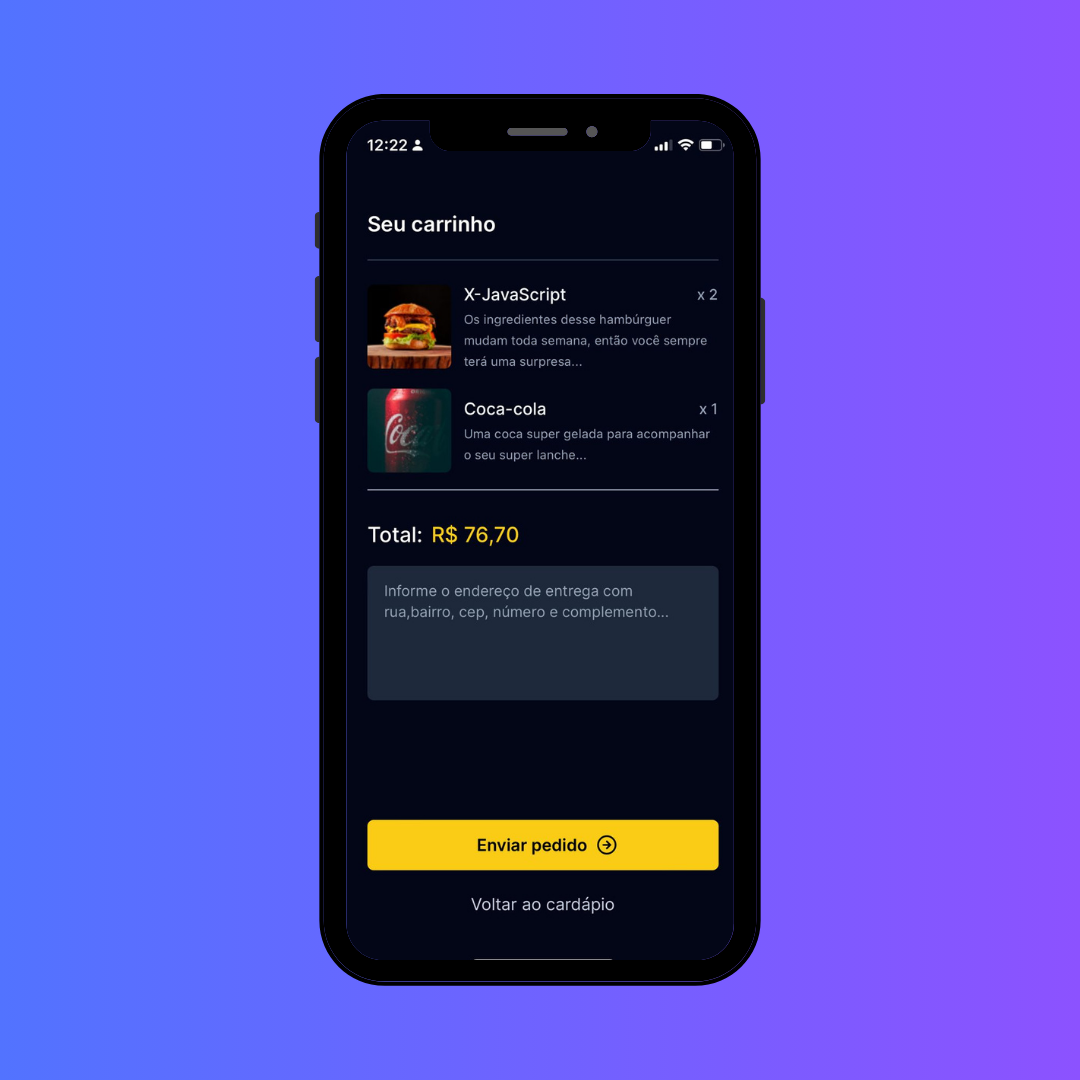 12:22
Seu carrinho
X-JavaScript
x 2
Os ingredientes desse hambúrguer
mudam toda semana, então você sempre
terá uma surpresa...
Coca-cola
x 1
Uma coca super gelada para acompanhar
o seu super lanche...
Coca
Total: R$ 76,70
Informe o endereço de entrega com
rua,bairro, cep, número e complemento...
Enviar pedido
Voltar ao cardápio